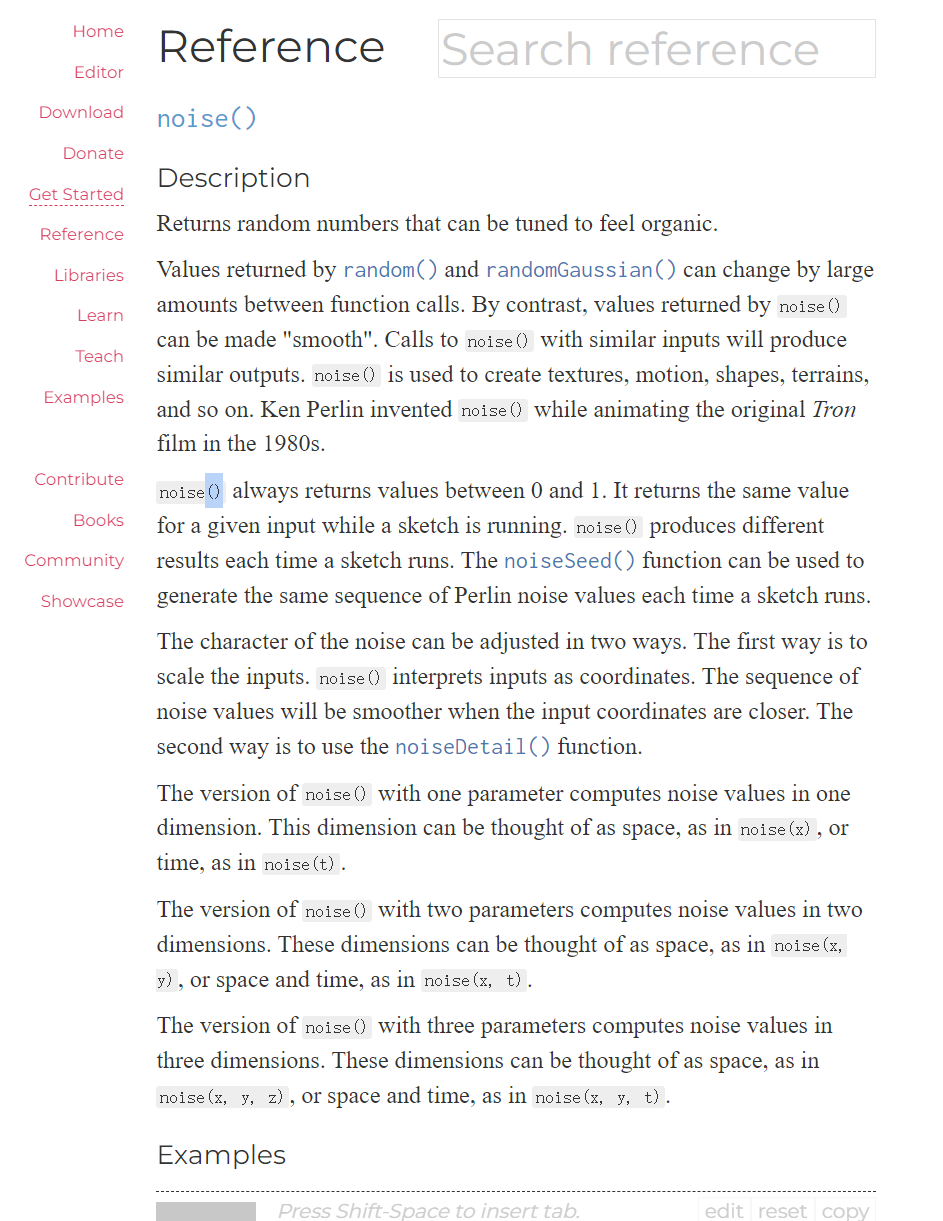 Home
Editor
Download
Donate
Get Started
Reference
Libraries
Learn
Teach
Examples
Contribute
Books
Community
Showcase
Reference
Search reference
noise()
Description
Returns random numbers that can be tuned to feel organic.
Values returned by random() and randomGaussian() can change by large
amounts between function calls. By contrast, values returned by noise()
can be made "smooth". Calls to noise() with similar inputs will produce
similar outputs. noise() is used to create textures, motion, shapes, terrains,
and so on. Ken Perlin invented noise() while animating the original Tron
film in the 1980s.
noise() always returns values between 0 and 1. It returns the same value
for a given input while a sketch is running. noise() produces different
results each time a sketch runs. The noiseSeed() function can be used to
generate the same sequence of Perlin noise values each time a sketch runs.
The character of the noise can be adjusted in two ways. The first way is to
scale the inputs. noise() interprets inputs as coordinates. The sequence of
noise values will be smoother when the input coordinates are closer. The
second way is to use the noiseDetail() function.
The version of noise() with one parameter computes noise values in one
dimension. This dimension can be thought of as space, as in noise(x), or
time, as in noise(t).
The version of noise() with two parameters computes noise values in two
dimensions. These dimensions can be thought of as space, as in noise(x,
y), or space and time, as in noise(x, t).
The version of noise() with three parameters computes noise values in
three dimensions. These dimensions can be thought of as space, as in
noise(x, y, z), or space and time, as in noise(x, y, t).
Examples
Press Shift-Space to insert tab.
edit reset copy